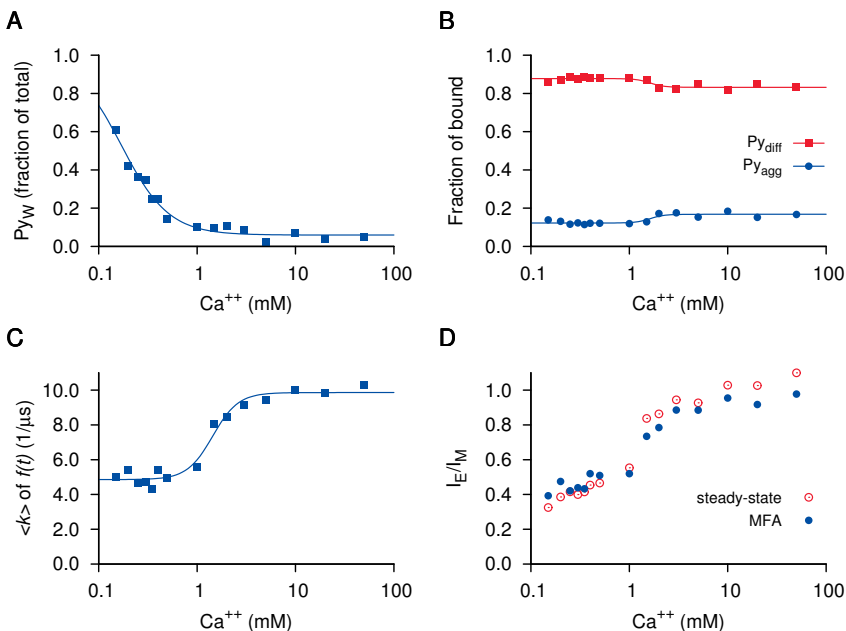 A
1.0
0.8
0.6
0.4
0.2
0.0
0.1 1 10 100
Py_W (fraction of total)
Ca⁺⁺ (mM)
B
1.0
0.8
0.6
0.4
0.2
0.0
0.1 1 10 100
Fraction of bound
Ca⁺⁺ (mM)
Py_diff
Py_agg
C
10.0
8.0
6.0
4.0
2.0
0.0
0.1 1 10 100
<k> of f(t) (1/μs)
Ca⁺⁺ (mM)
D
1.0
0.8
0.6
0.4
0.2
0.0
0.1 1 10 100
I_E/I_M
Ca⁺⁺ (mM)
steady-state
MFA